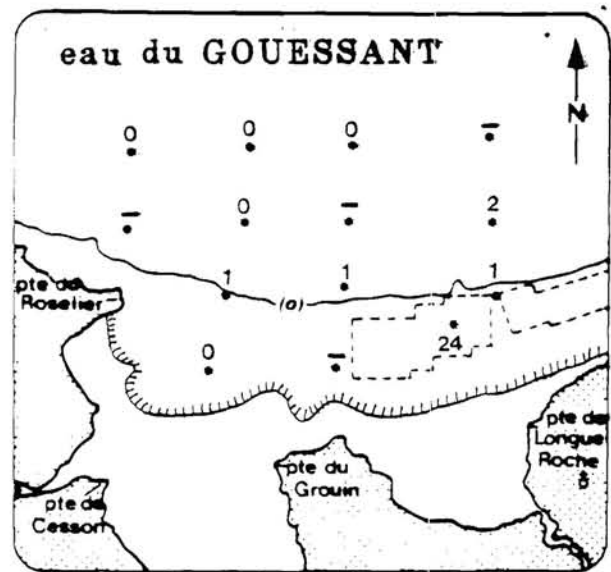 eau du GOUESSANT
N
0 0 0 –
– 0 – 2
1 1 1
(o)
pte du
Roselier
24
0 –
pte de
Longue
Roche
pte du
Grouin
pte de
Cesson